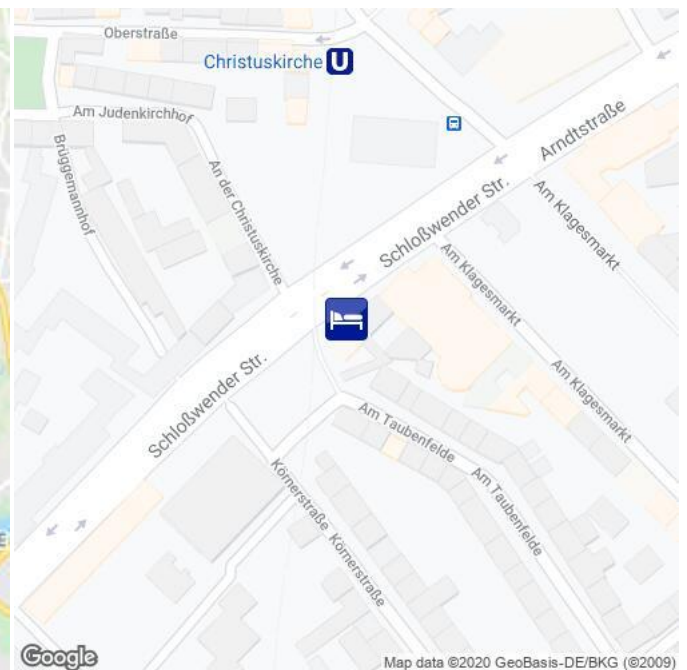 Oberstraße
Christuskirche U
Am Judenkirchhof
Brüggemannhof
An der Christuskirche
Arndtstraße
Schloßwender Str.
Am Klagesmarkt
Am Klagesmarkt
Am Klagesmarkt
Schloßwender Str.
Am Taubenfelde
Am Taubenfelde
Körnerstraße
Körnerstraße
Google
Map data ©2020 GeoBasis-DE/BKG (©2009)